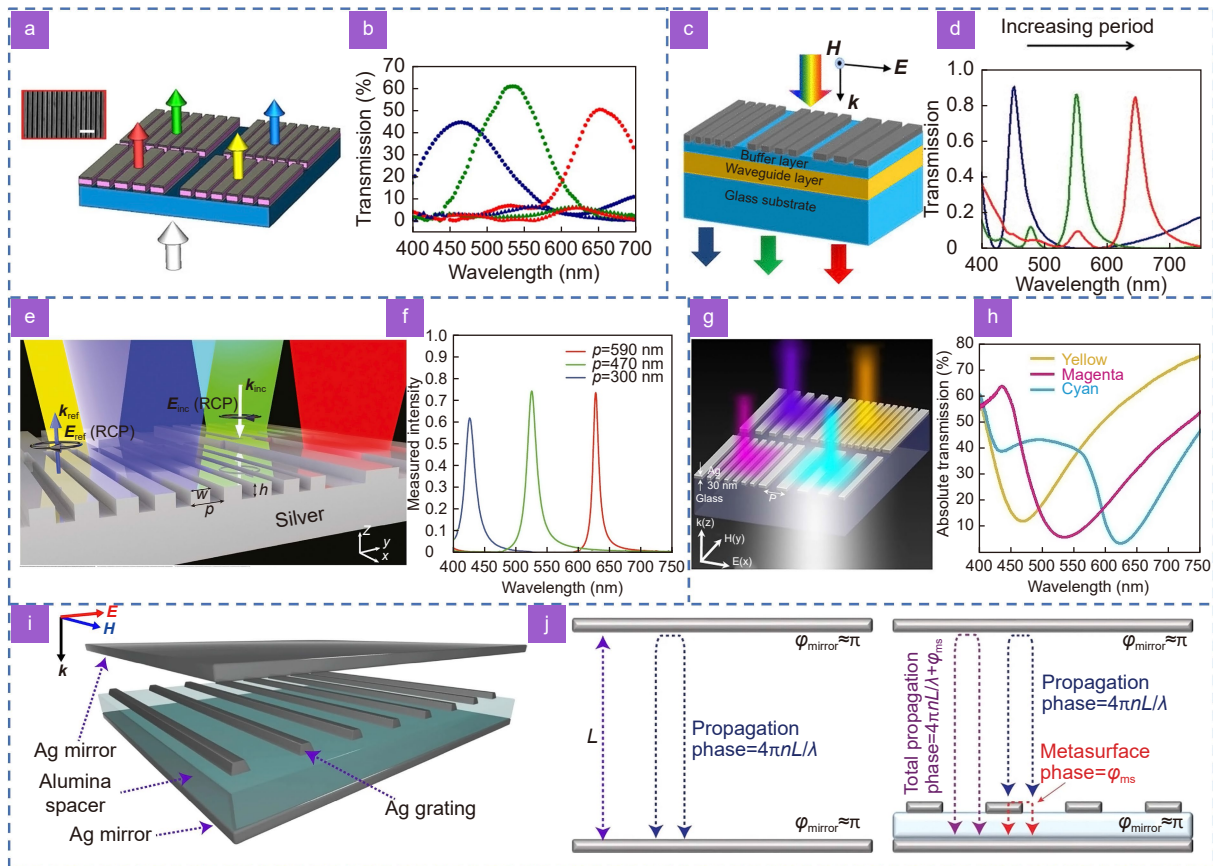 a
b
Transmission (%)
70
60
50
40
30
20
10
0
400 450 500 550 600 650 700
Wavelength (nm)
c
H
E
k
Buffer layer
Waveguide layer
Glass substrate
d
Increasing period
Transmission
1.0
0.8
0.6
0.4
0.2
0
400 500 600 700
Wavelength (nm)
e
k_ref
E_ref (RCP)
k_inc
E_inc (RCP)
w
p
h
Silver
z
y
x
f
Measured intensity
1.0
0.9
0.8
0.7
0.6
0.5
0.4
0.3
0.2
0.1
0
p=590 nm
p=470 nm
p=300 nm
400 450 500 550 600 650 700 750
Wavelength (nm)
g
Ag
30 nm
Glass
P
k(z)
H(y)
E(x)
h
Absolute transmission (%)
80
70
60
50
40
30
20
10
0
Yellow
Magenta
Cyan
400 450 500 550 600 650 700 750
Wavelength (nm)
i
E
H
k
Ag mirror
Alumina
spacer
Ag mirror
Ag grating
j
φ_mirror≈π
L
Propagation
phase=4πnL/λ
φ_mirror≈π
φ_mirror≈π
Total propagation
phase=4πnL/λ+φ_ms
Propagation
phase=4πnL/λ
Metasurface
phase=φ_ms
φ_mirror≈π